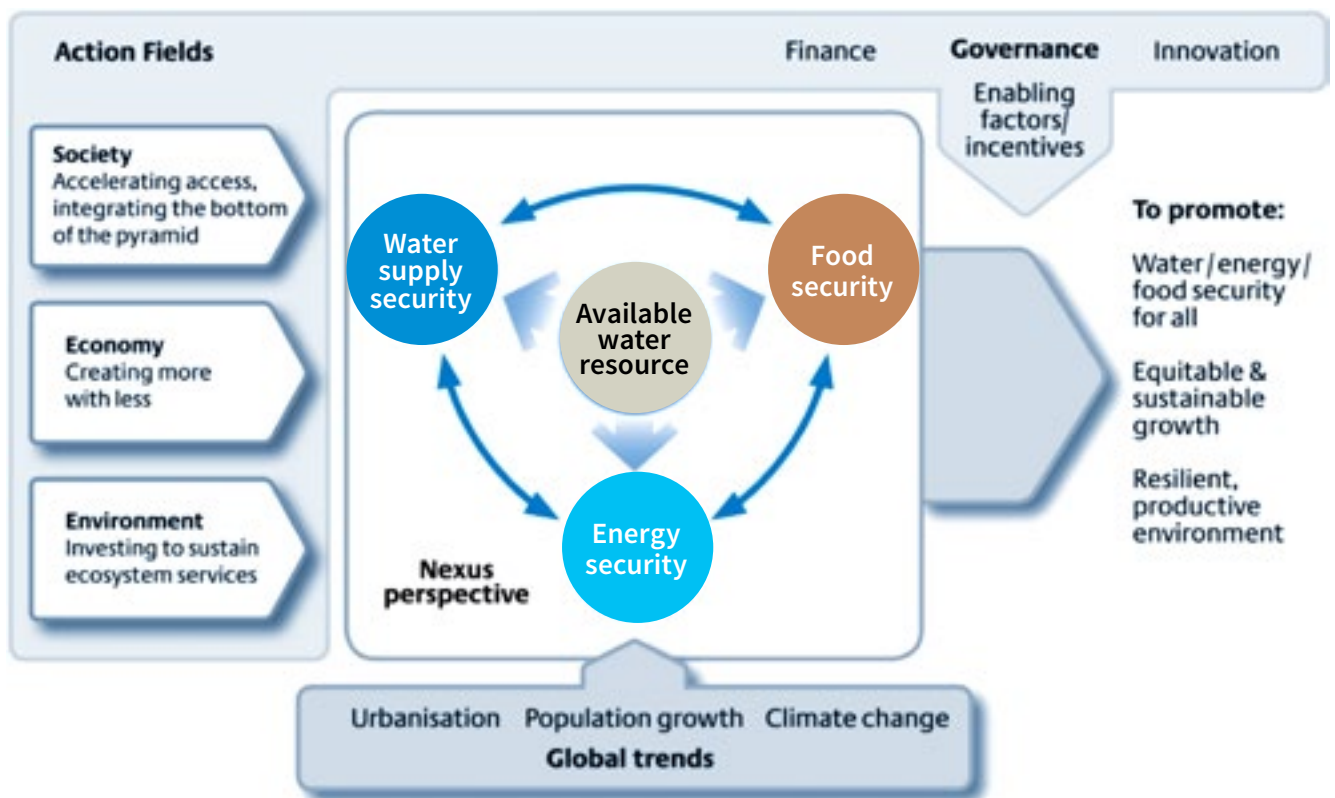 Action Fields
Finance
Governance
Innovation
Enabling
factors/
incentives
Society
Accelerating access,
integrating the bottom
of the pyramid
Economy
Creating more
with less
Environment
Investing to sustain
ecosystem services
Water
supply
security
Food
security
Available
water
resource
Energy
security
Nexus
perspective
To promote:
Water/energy/
food security
for all
Equitable &
sustainable
growth
Resilient,
productive
environment
Urbanisation Population growth Climate change
Global trends